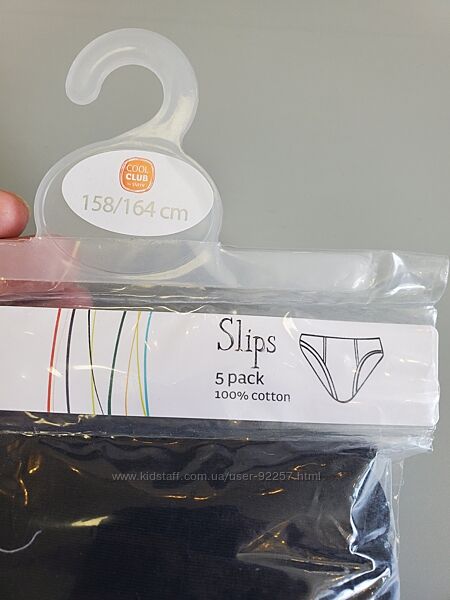 COOL
CLUB
by SMYK
158/164 cm
Slips
5 pack
100% cotton
www.kidstaff.com.ua/user-92257.html